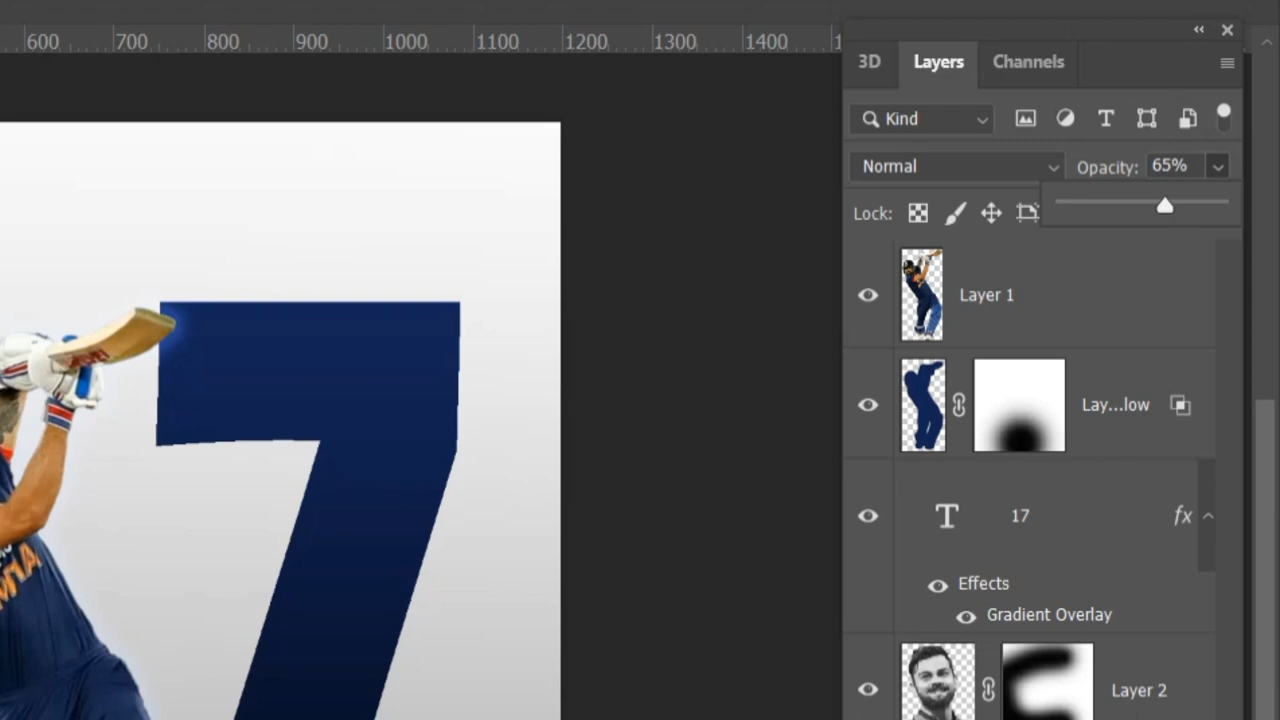 600 700 800 900 1000 1100 1200 1300 1400
3D Layers Channels
Kind
Normal Opacity: 65%
Lock:
Layer 1
Lay...low
T 17 fx
Effects
Gradient Overlay
Layer 2
7